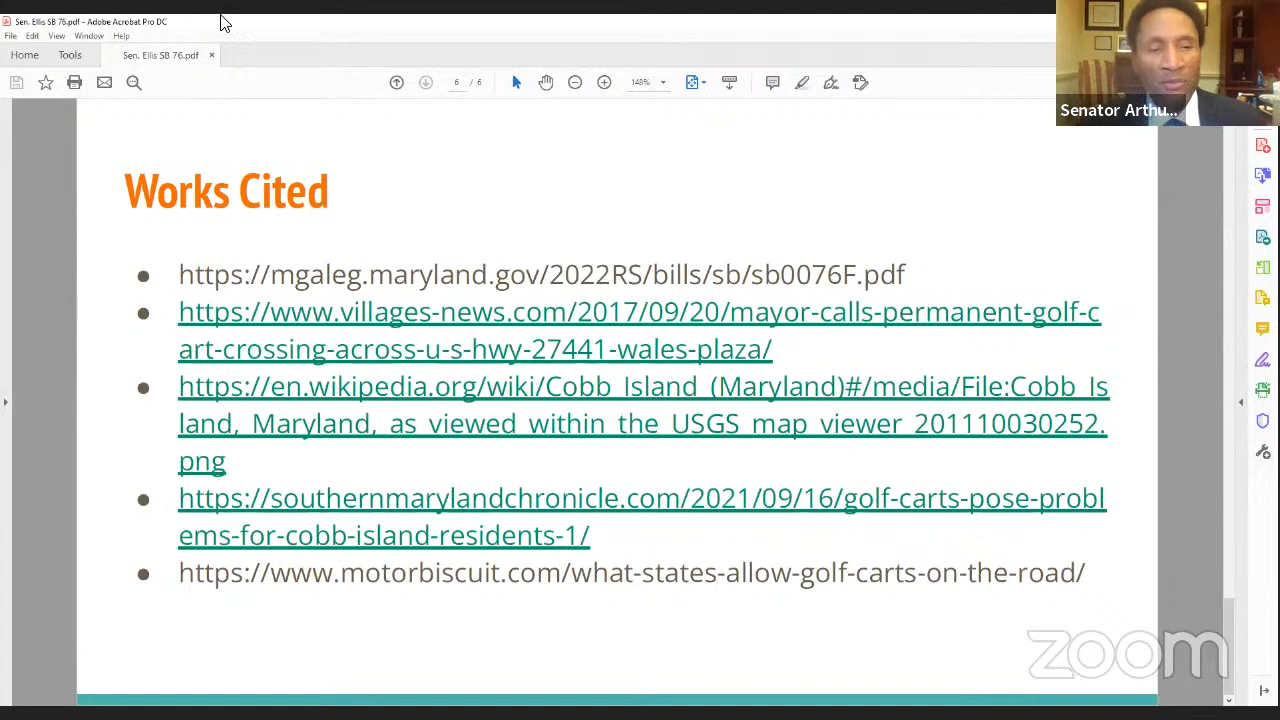 Sen. Ellis SB 76.pdf - Adobe Acrobat Pro DC
File Edit View Window Help
Home Tools Sen. Ellis SB 76.pdf ×
6 / 6 148%
Senator Arthu...
Works Cited
● https://mgaleg.maryland.gov/2022RS/bills/sb/sb0076F.pdf
● https://www.villages-news.com/2017/09/20/mayor-calls-permanent-golf-c
art-crossing-across-u-s-hwy-27441-wales-plaza/
● https://en.wikipedia.org/wiki/Cobb_Island_(Maryland)#/media/File:Cobb_Is
land,_Maryland,_as_viewed_within_the_USGS_map_viewer_201110030252.
png
● https://southernmarylandchronicle.com/2021/09/16/golf-carts-pose-probl
ems-for-cobb-island-residents-1/
● https://www.motorbiscuit.com/what-states-allow-golf-carts-on-the-road/
zoom